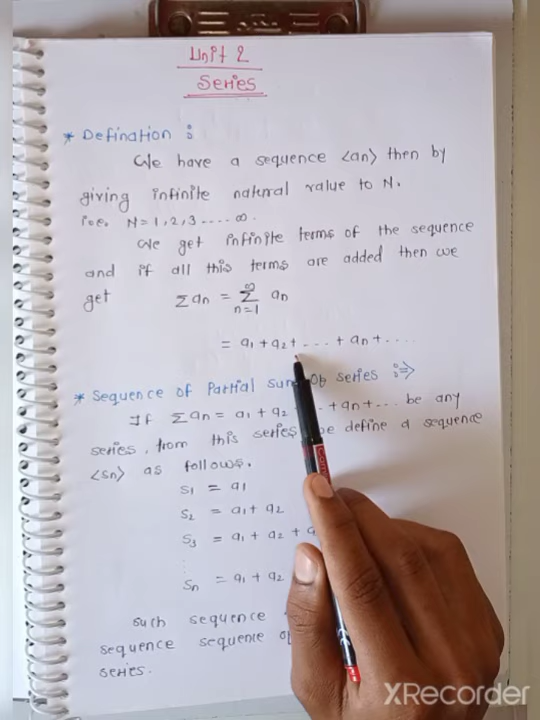 Unit 2
Series
* Defination :
We have a sequence <an> then by
giving infinite natural value to N.
i.e. N = 1, 2, 3 ..... ∞.
We get infinite terms of the sequence
and if all this terms are added then we
get Σ an = ∞ Σ n=1 an
= a1 + a2 + ... + an + ....
* Sequence of Partial sum of series :=>
If Σ an = a1 + a2 + an + ... be any
series, from this series be define a sequence
<sn> as follows.
S1 = a1
S2 = a1 + a2
S3 = a1 + a2 + a
Sn = a1 + a2
such sequence
sequence sequence of
series.
XRecorder